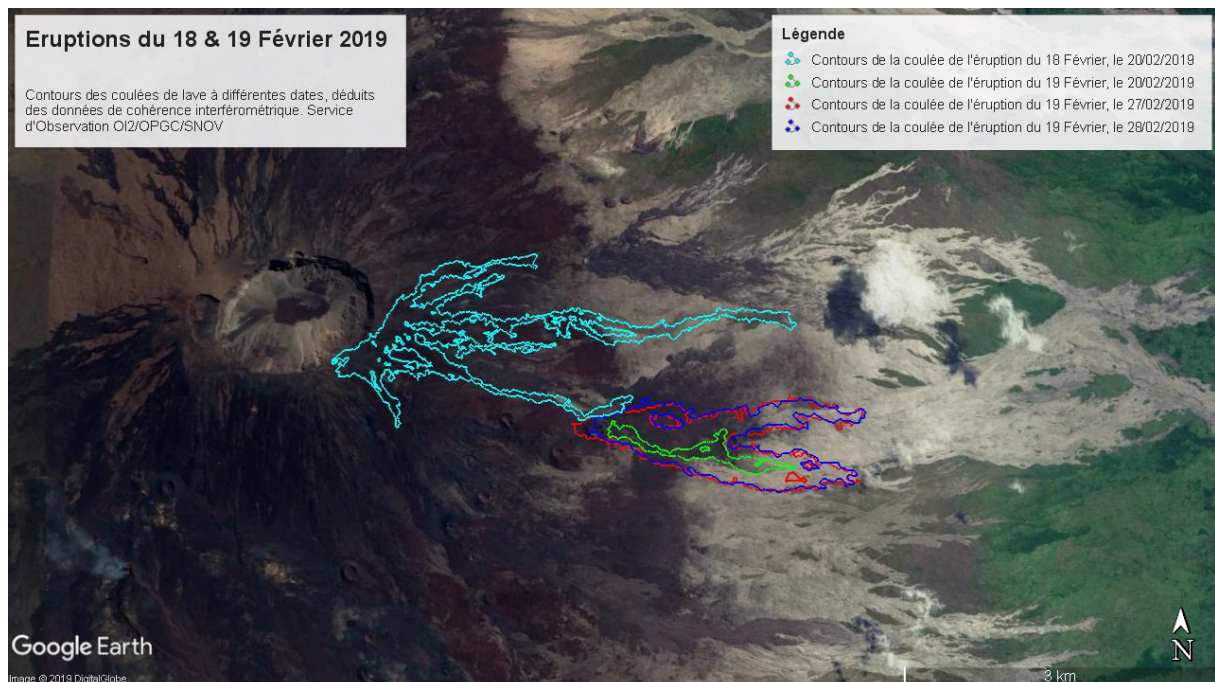 Eruptions du 18 & 19 Février 2019
Contours des coulées de lave à différentes dates, déduits
des données de cohérence interférométrique. Service
d'Observation OI2/OPGC/SNOV
Légende
Contours de la coulée de l'éruption du 18 Février, le 20/02/2019
Contours de la coulée de l'éruption du 19 Février, le 20/02/2019
Contours de la coulée de l'éruption du 19 Février, le 27/02/2019
Contours de la coulée de l'éruption du 19 Février, le 28/02/2019
Google Earth
Image © 2019 DigitalGlobe
N
3 km